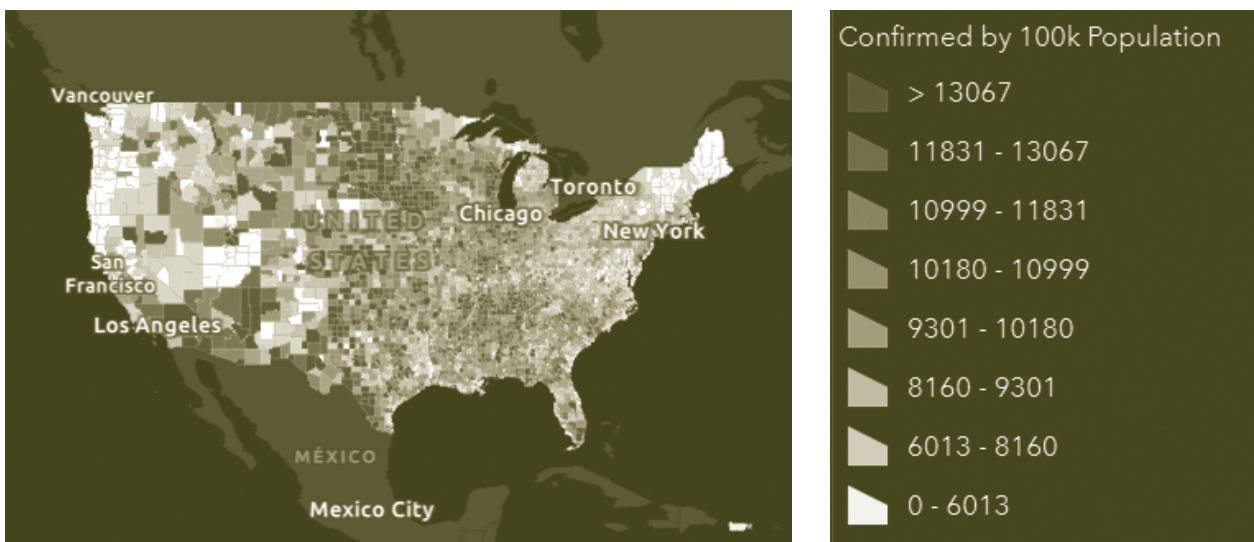 Vancouver
Toronto
Chicago
UNITED
New York
STATES
San
Francisco
Los Angeles
MÉXICO
Mexico City
Confirmed by 100k Population
> 13067
11831 - 13067
10999 - 11831
10180 - 10999
9301 - 10180
8160 - 9301
6013 - 8160
0 - 6013